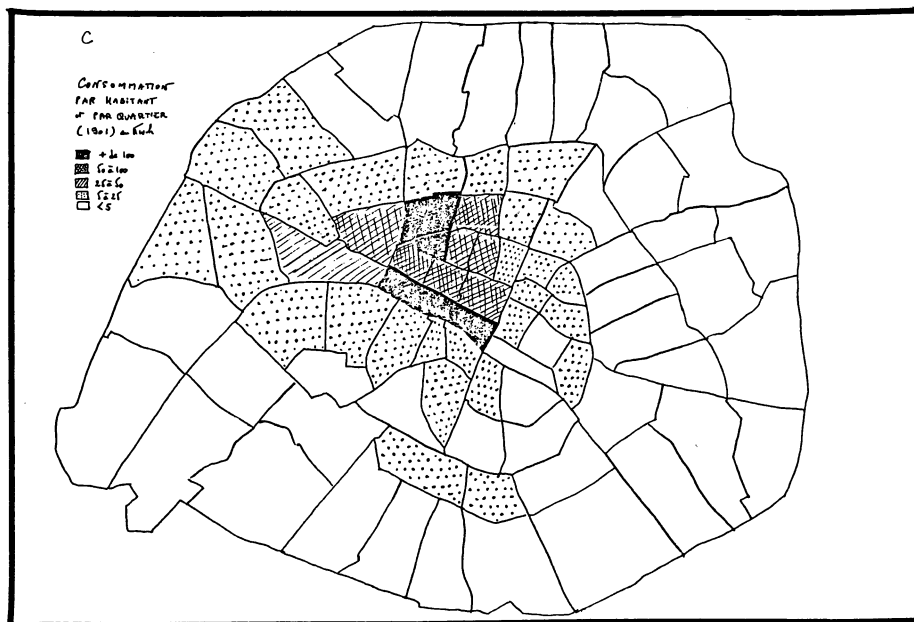 C
CONSOMMATION
PAR HABITANT
et PAR QUARTIER
(1901) en kwh
+ de 100
50 à 100
25 à 50
5 à 25
< 5